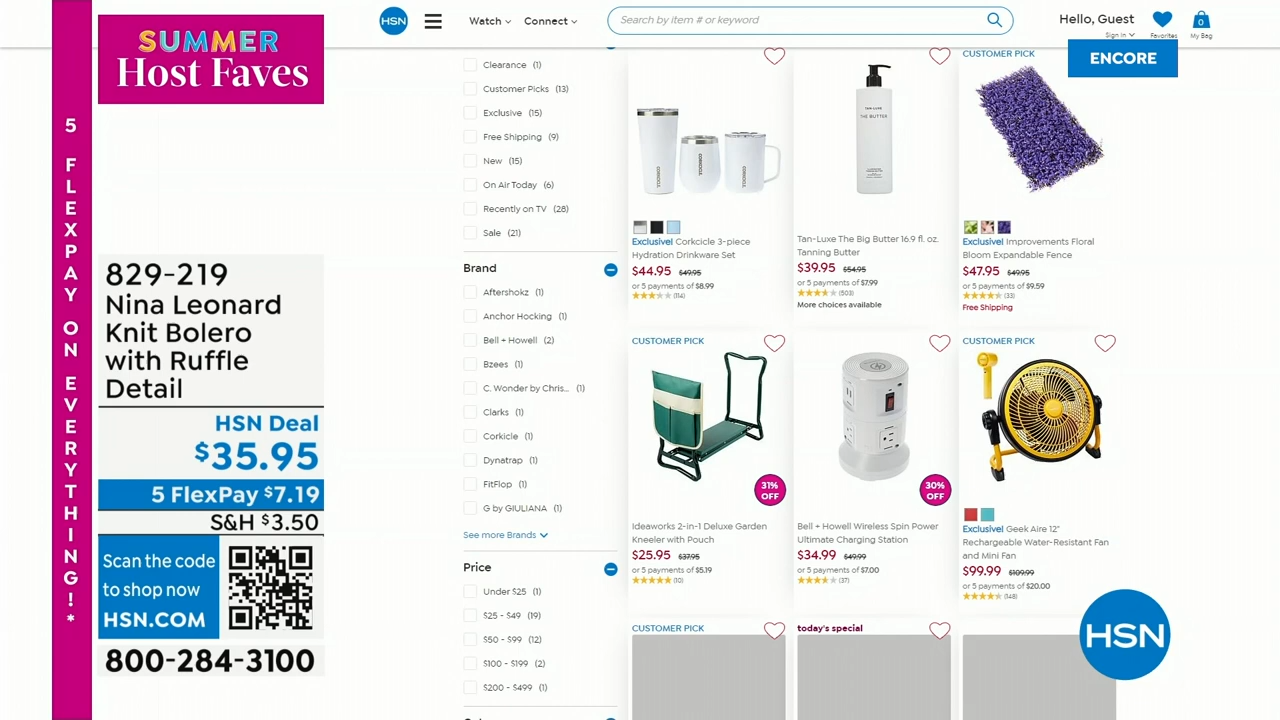 SUMMER
Host Faves
5 FLEXPAY ON EVERYTHING!*
829-219
Nina Leonard
Knit Bolero
with Ruffle
Detail
HSN Deal
$35.95
5 FlexPay $7.19
S&H $3.50
Scan the code
to shop now
HSN.COM
800-284-3100
HSN
Watch
Connect
Search by item # or keyword
Hello, Guest
Sign In
Favorites
0
My Bag
ENCORE
Clearance (1)
Customer Picks (13)
Exclusive (15)
Free Shipping (9)
New (15)
On Air Today (6)
Recently on TV (28)
Sale (21)
Brand
Aftershokz (1)
Anchor Hocking (1)
Bell + Howell (2)
Bzees (1)
C. Wonder by Chris... (1)
Clarks (1)
Corkcicle (1)
Dynatrap (1)
FitFlop (1)
G by GIULIANA (1)
See more Brands
Price
Under $25 (1)
$25 - $49 (19)
$50 - $99 (12)
$100 - $199 (2)
$200 - $499 (1)
CORKCICLE
CORKCICLE
CORKCICLE
Exclusive! Corkcicle 3-piece
Hydration Drinkware Set
$44.95 $49.95
or 5 payments of $8.99
(114)
TAN-LUXE
THE BUTTER
Tan-Luxe The Big Butter 16.9 fl. oz.
Tanning Butter
$39.95 $54.95
or 5 payments of $7.99
(503)
More choices available
CUSTOMER PICK
Exclusive! Improvements Floral
Bloom Expandable Fence
$47.95 $49.95
or 5 payments of $9.59
(33)
Free Shipping
CUSTOMER PICK
31%
OFF
Ideaworks 2-in-1 Deluxe Garden
Kneeler with Pouch
$25.95 $37.95
or 5 payments of $5.19
(10)
30%
OFF
Bell + Howell Wireless Spin Power
Ultimate Charging Station
$34.99 $49.99
or 5 payments of $7.00
(37)
CUSTOMER PICK
Exclusive! Geek Aire 12"
Rechargeable Water-Resistant Fan
and Mini Fan
$99.99 $109.99
or 5 payments of $20.00
(148)
CUSTOMER PICK
today's special
HSN